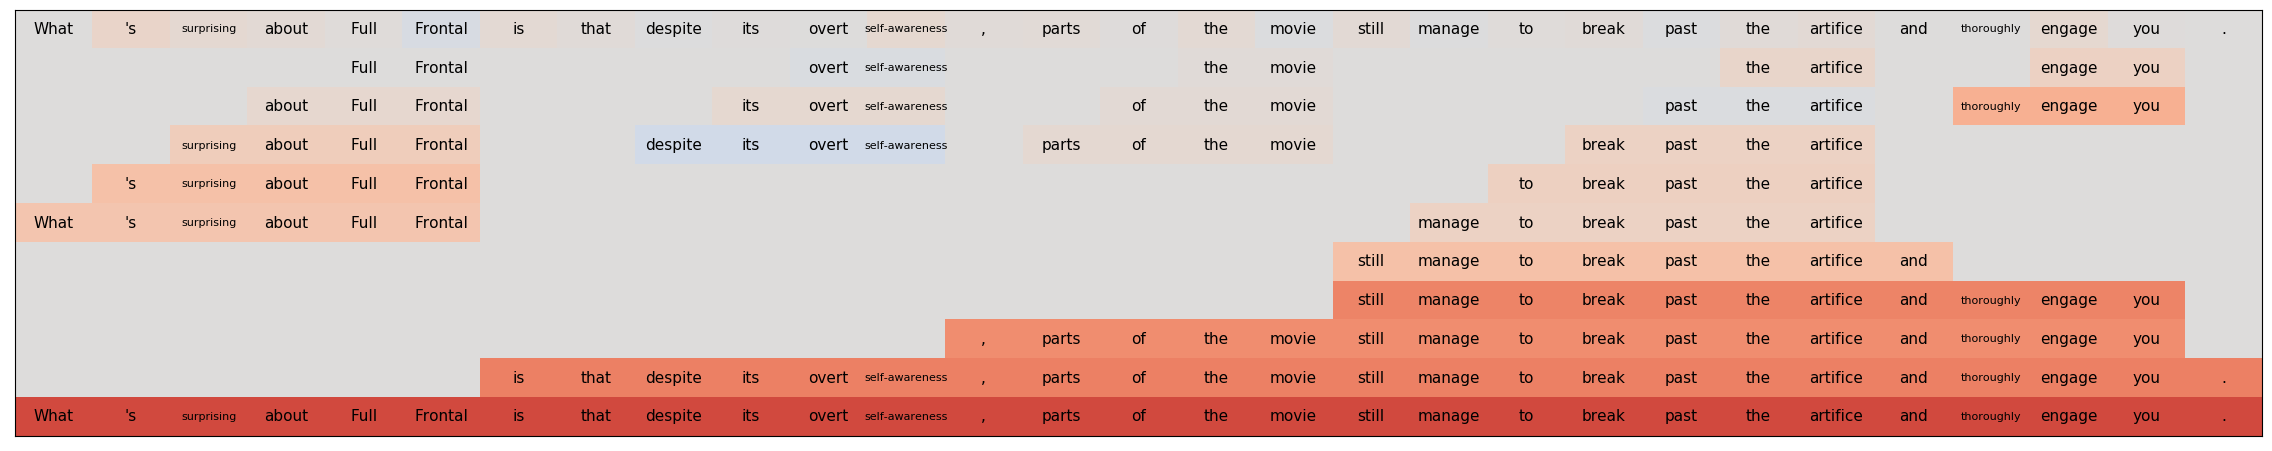 What 's surprising about Full Frontal is that despite its overt self-awareness , parts of the movie still manage to break past the artifice and thoroughly engage you .
Full Frontal overt self-awareness the movie the artifice engage you
about Full Frontal its overt self-awareness of the movie past the artifice thoroughly engage you
surprising about Full Frontal despite its overt self-awareness parts of the movie break past the artifice
's surprising about Full Frontal to break past the artifice
What 's surprising about Full Frontal manage to break past the artifice
still manage to break past the artifice and
still manage to break past the artifice and thoroughly engage you
, parts of the movie still manage to break past the artifice and thoroughly engage you
is that despite its overt self-awareness , parts of the movie still manage to break past the artifice and thoroughly engage you .
What 's surprising about Full Frontal is that despite its overt self-awareness , parts of the movie still manage to break past the artifice and thoroughly engage you .